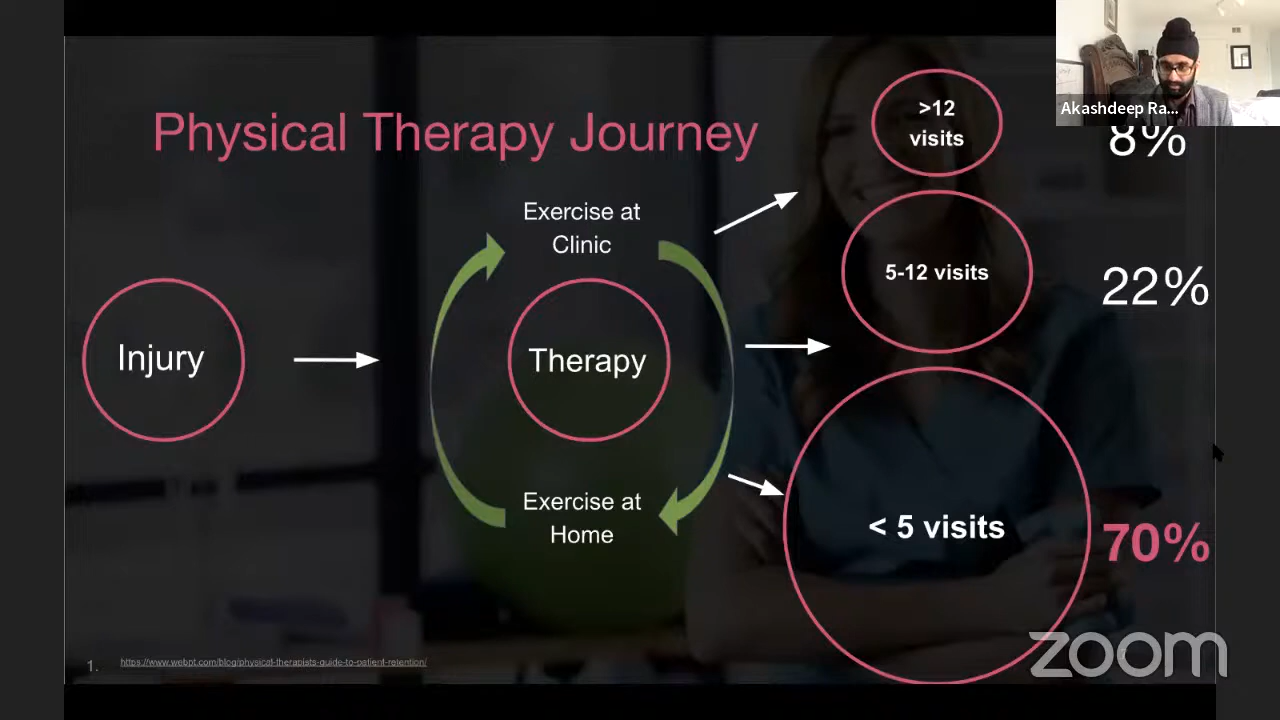 Akashdeep Ra...
Physical Therapy Journey
>12
visits
8%
Exercise at
Clinic
5-12 visits
22%
Injury
Therapy
Exercise at
Home
< 5 visits
70%
1.
https://www.webpt.com/blog/physical-therapists-guide-to-patient-retention/
zoom